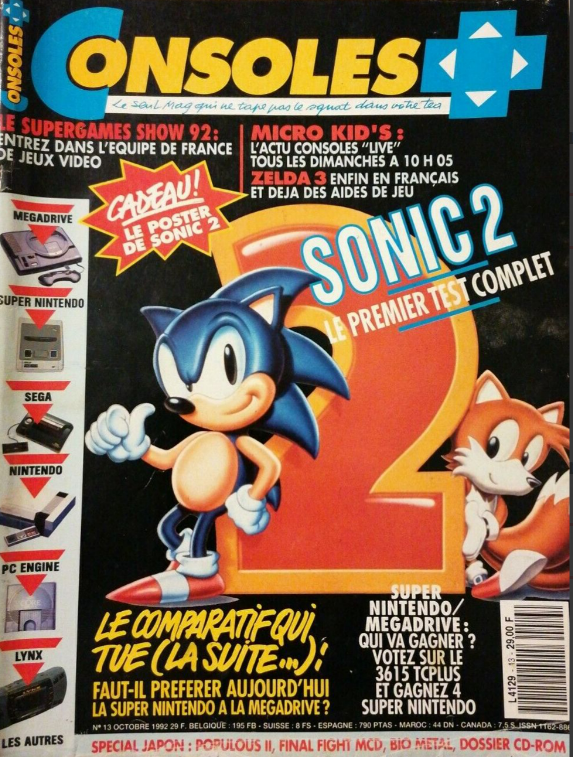 CONSOLES
CONSOLES +
Le seul Mag qui ne tape pas le squat dans votre tea
LE SUPERGAMES SHOW 92:
ENTREZ DANS L'EQUIPE DE FRANCE
DE JEUX VIDEO
MICRO KID'S :
L'ACTU CONSOLES "LIVE"
TOUS LES DIMANCHES A 10 H 05
ZELDA 3 ENFIN EN FRANÇAIS
ET DEJA DES AIDES DE JEU
CADEAU!
LE POSTER
DE SONIC 2
SONIC 2
LE PREMIER TEST COMPLET
2
MEGADRIVE
SUPER NINTENDO
SEGA
NINTENDO
PC ENGINE
LYNX
LES AUTRES
LE COMPARATIF QUI
TUE (LA SUITE...):
FAUT-IL PREFERER AUJOURD'HUI
LA SUPER NINTENDO A LA MEGADRIVE ?
SUPER
NINTENDO/
MEGADRIVE :
QUI VA GAGNER ?
VOTEZ SUR LE
3615 TCPLUS
ET GAGNEZ 4
SUPER NINTENDO
L4129 - 13 - 29,00 F
N° 13 OCTOBRE 1992 29 F. BELGIQUE : 195 FB - SUISSE : 8 FS - ESPAGNE : 790 PTAS - MAROC : 44 DN - CANADA : 7,5 $. ISSN 1162-886
SPECIAL JAPON : POPULOUS II, FINAL FIGHT MCD, BIO METAL, DOSSIER CD-ROM